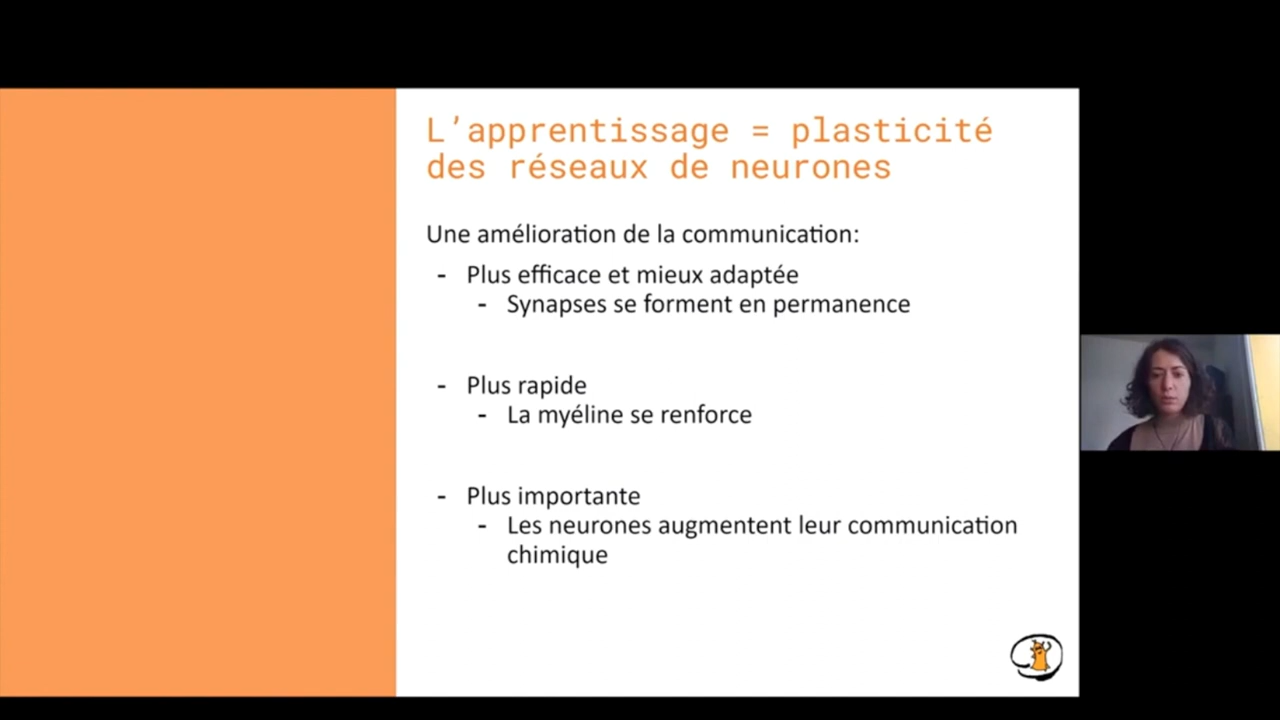 L’apprentissage = plasticité
des réseaux de neurones
Une amélioration de la communication:
- Plus efficace et mieux adaptée
- Synapses se forment en permanence
- Plus rapide
- La myéline se renforce
- Plus importante
- Les neurones augmentent leur communication
chimique